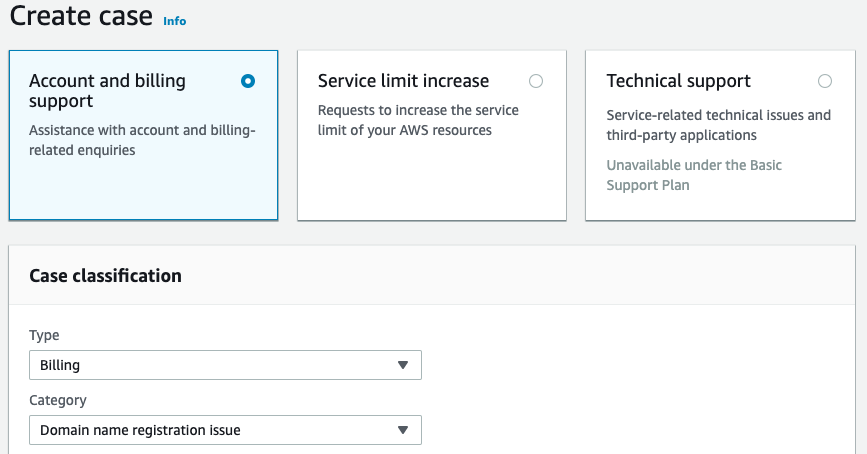 Create case Info
Account and billing
support
Assistance with account and billing-
related enquiries
Service limit increase
Requests to increase the service
limit of your AWS resources
Technical support
Service-related technical issues and
third-party applications
Unavailable under the Basic
Support Plan
Case classification
Type
Billing
Category
Domain name registration issue